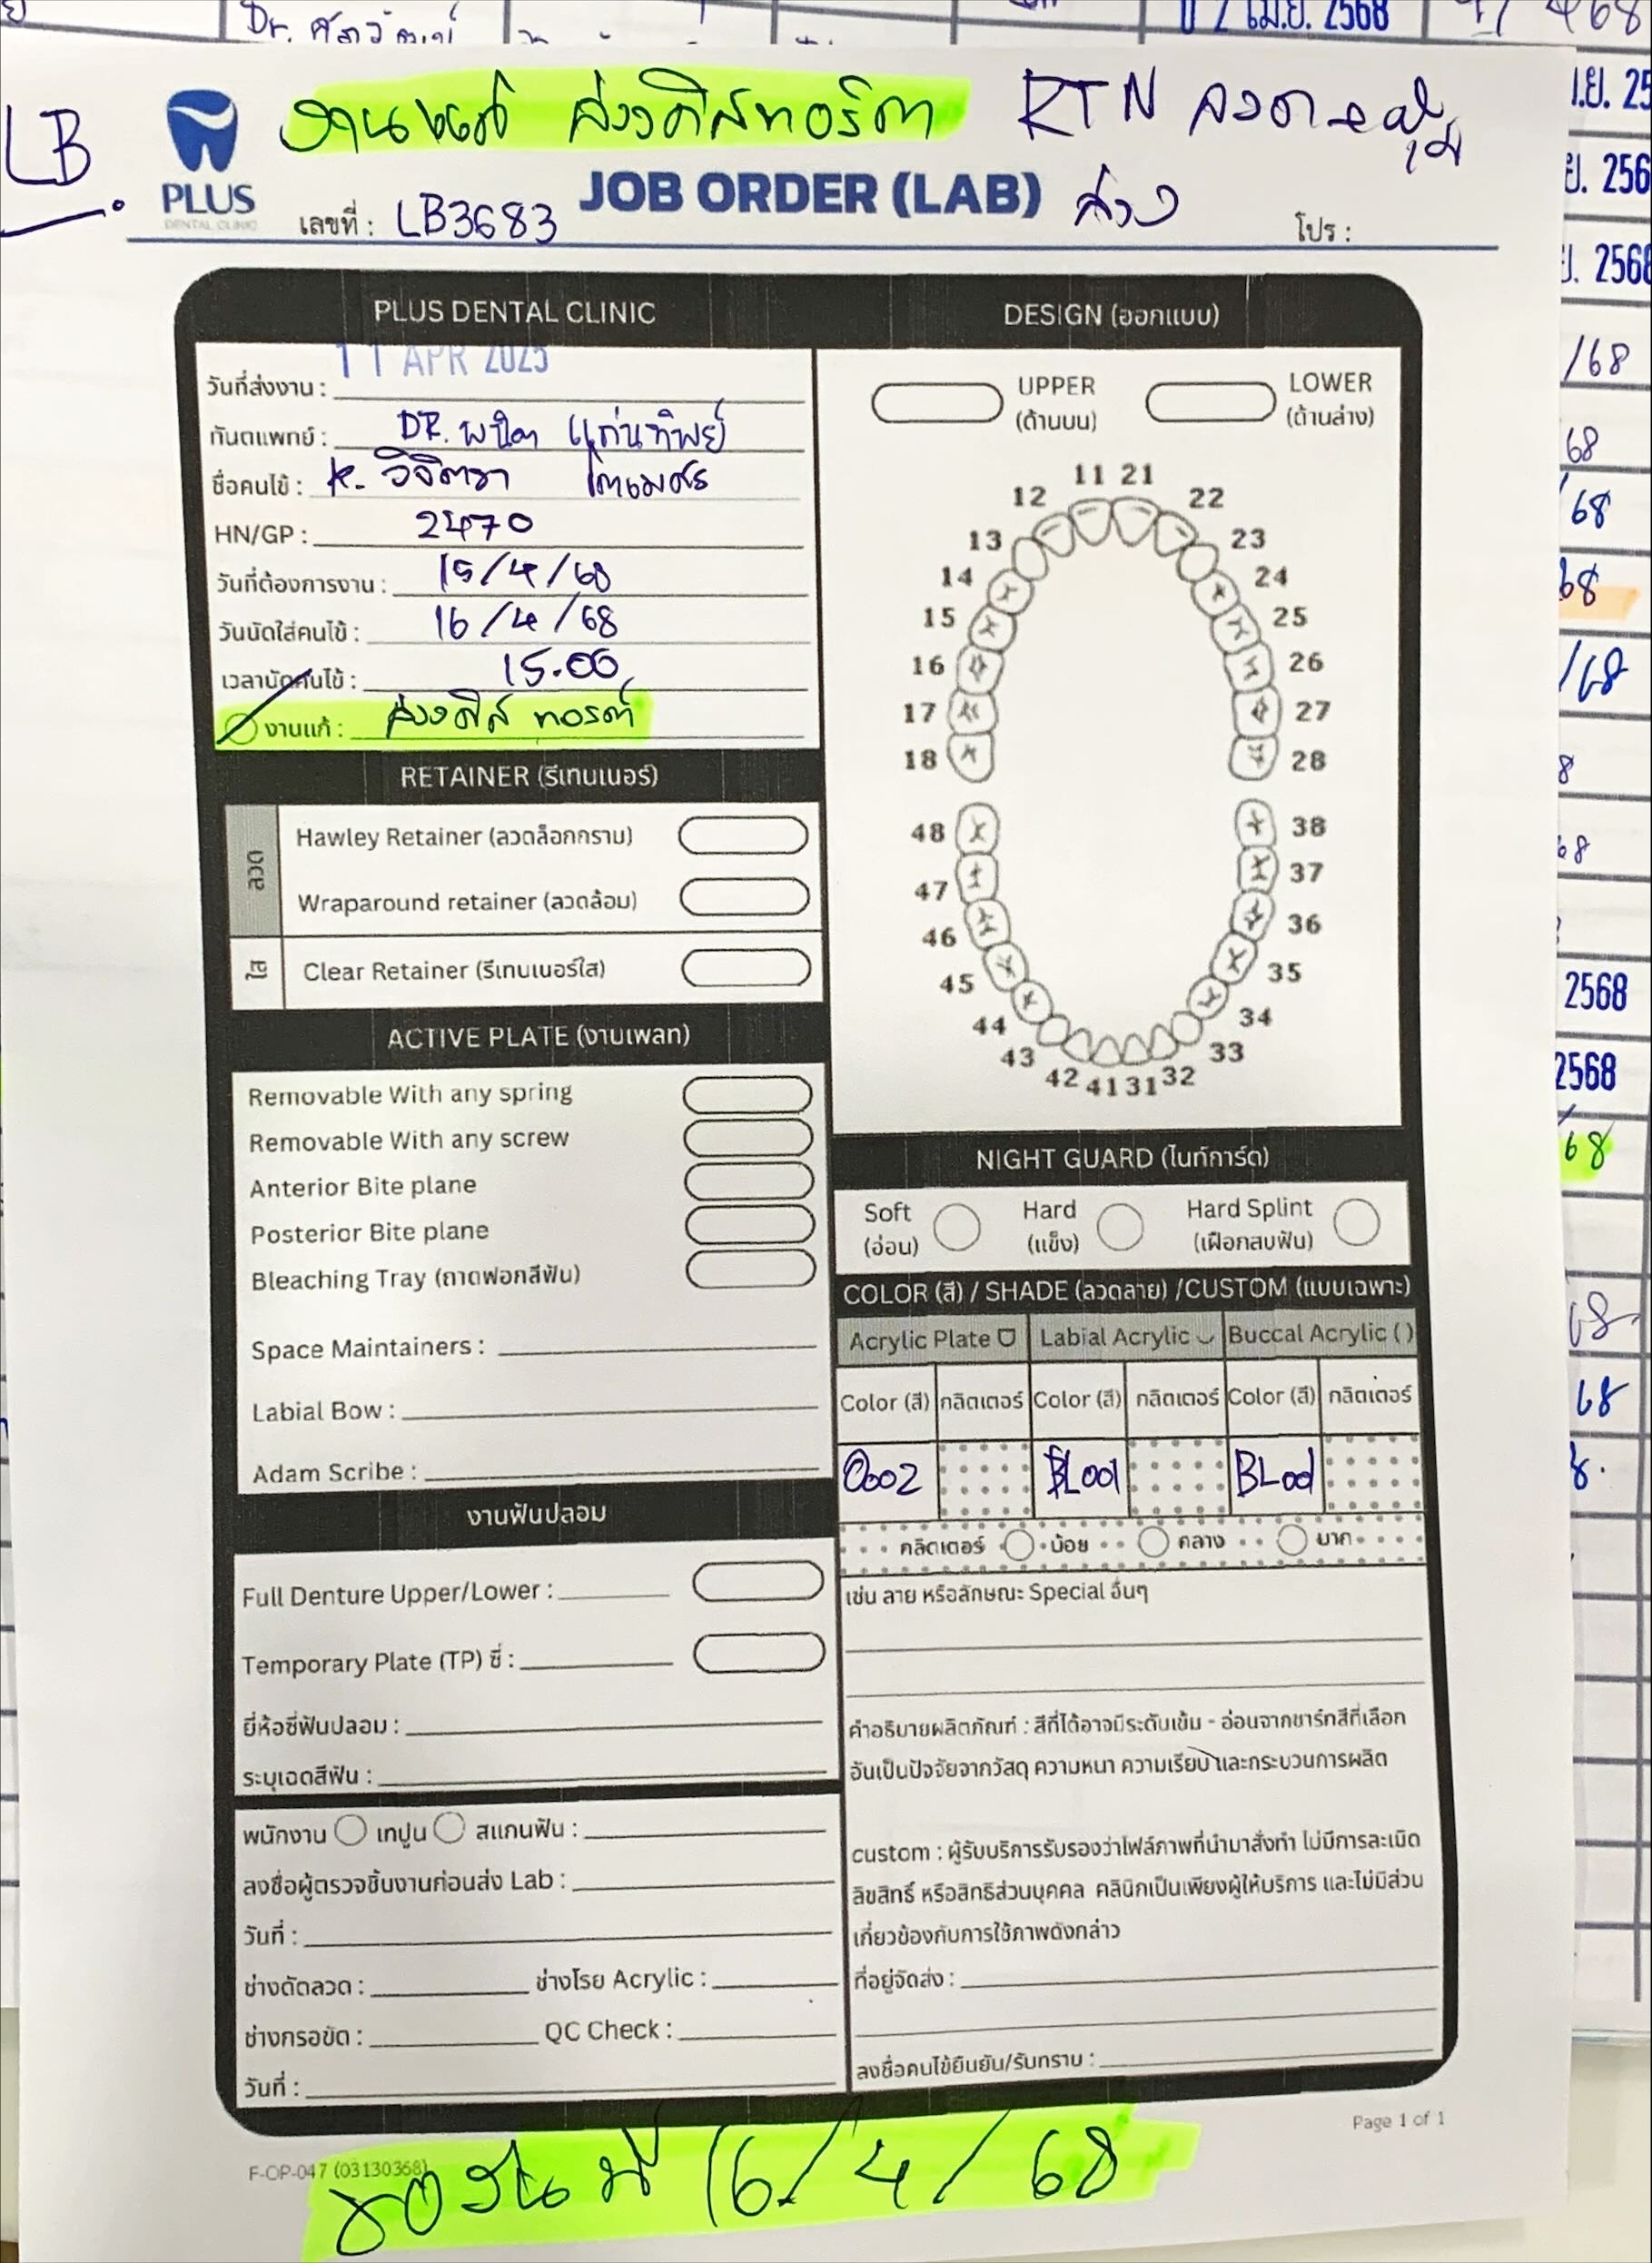 Dr.
2 เม.ย. 2568
LB.
งานแก้ ส่งดิสทอริต RTN ลวด
PLUS
DENTAL CLINIC
JOB ORDER (LAB) ส่ง
เลขที่ : LB3683
โปร :
PLUS DENTAL CLINIC
11 APR 2025
วันที่ส่งงาน :
ทันตแพทย์ : DR. พนิต แก่นทิพย์
ชื่อคนไข้ : K. วิจิตรา
HN/GP : 2470
วันที่ต้องการงาน : 15/4/68
วันนัดใส่คนไข้ : 16/4/68
เวลานัดคนไข้ : 15.00
งานแก้ :
RETAINER (รีเทนเนอร์)
ลวด
Hawley Retainer (ลวดล็อกกราม)
Wraparound retainer (ลวดล้อม)
ใส
Clear Retainer (รีเทนเนอร์ใส)
ACTIVE PLATE (งานเพลท)
Removable With any spring
Removable With any screw
Anterior Bite plane
Posterior Bite plane
Bleaching Tray (ถาดฟอกสีฟัน)
Space Maintainers :
Labial Bow :
Adam Scribe :
งานฟันปลอม
Full Denture Upper/Lower :
Temporary Plate (TP) ซี่ :
ยี่ห้อซี่ฟันปลอม :
ระบุเฉดสีฟัน :
พนักงาน เทปูน สแกนฟัน :
ลงชื่อผู้ตรวจชิ้นงานก่อนส่ง Lab :
วันที่ :
ช่างดัดลวด : ช่างโรย Acrylic :
ช่างกรอขัด : QC Check :
วันที่ :
DESIGN (ออกแบบ)
UPPER
(ด้านบน)
LOWER
(ด้านล่าง)
11 21
12 22
13 23
14 24
15 25
16 26
17 27
18 28
48 38
47 37
46 36
45 35
44 34
43 33
42 41 31 32
NIGHT GUARD (ไนท์การ์ด)
Soft
(อ่อน)
Hard
(แข็ง)
Hard Splint
(เฝือกสบฟัน)
COLOR (สี) / SHADE (ลวดลาย) /CUSTOM (แบบเฉพาะ)
Acrylic Plate Labial Acrylic Buccal Acrylic ( )
Color (สี) กลิตเตอร์ Color (สี) กลิตเตอร์ Color (สี) กลิตเตอร์
0002 BL001 BL001
กลิตเตอร์ น้อย กลาง มาก
เช่น ลาย หรือลักษณะ Special อื่นๆ
คำอธิบายผลิตภัณฑ์ : สีที่ได้อาจมีระดับเข้ม - อ่อนจากชาร์ทสีที่เลือก
อันเป็นปัจจัยจากวัสดุ ความหนา ความเรียบ และกระบวนการผลิต
custom : ผู้รับบริการรับรองว่าไฟล์ภาพที่นำมาสั่งทำ ไม่มีการละเมิด
ลิขสิทธิ์ หรือสิทธิส่วนบุคคล คลินิกเป็นเพียงผู้ให้บริการ และไม่มีส่วน
เกี่ยวข้องกับการใช้ภาพดังกล่าว
ที่อยู่จัดส่ง :
ลงชื่อคนไข้ยืนยัน/รับทราบ :
Page 1 of 1
F-OP-047 (03130368)
ขอวันที่ 16/4/68
2568
2568
2568